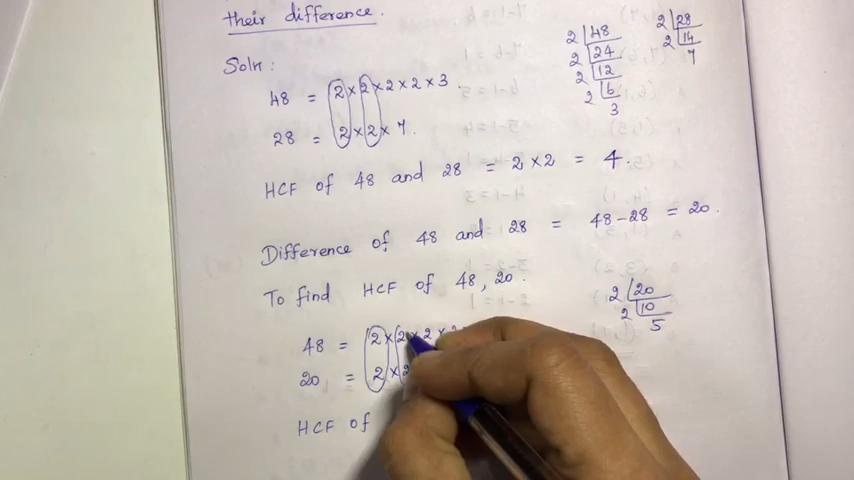 their difference.
Soln:
48 = 2 × 2 × 2 × 2 × 3
28 = 2 × 2 × 7.
HCF of 48 and 28 = 2 × 2 = 4.
Difference of 48 and 28 = 48 - 28 = 20.
To find HCF of 48, 20.
48 = 2 × 2 × 2 ×
20 = 2 ×
HCF of
2 48
2 24
2 12
2 6
3
2 28
2 14
7
2 20
2 10
5